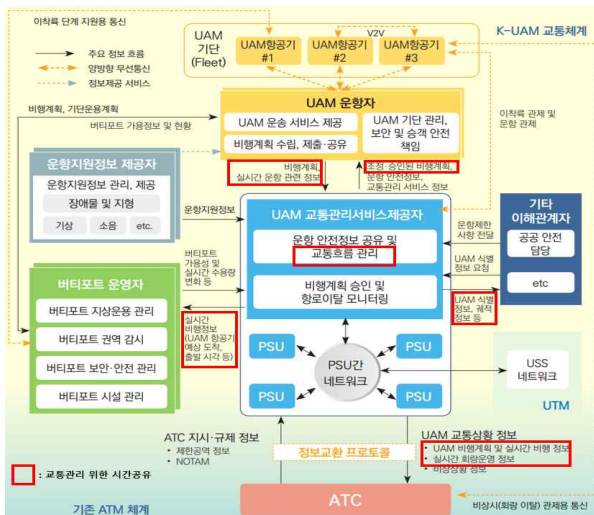 이착륙 단계 지원용 통신
주요 정보 흐름
양방향 무선통신
정보제공 서비스
UAM
기단
(Fleet)
V2V
UAM항공기
#1
UAM항공기
#2
UAM항공기
#3
K-UAM 교통체계
이착륙 관제 및
운항 관제
비행계획, 기단운용계획
버티포트 가용정보 및 현황
UAM 운항자
UAM 운송 서비스 제공
비행계획 수립, 제출·공유
UAM 기단 관리,
보안 및 승객 안전
책임
비행계획,
실시간 운항 관련 정보
조정·승인된 비행계획,
운항 안전정보,
교통관리 서비스 정보
운항지원정보 제공자
운항지원정보 관리, 제공
장애물 및 지형
기상
소음
etc.
운항지원정보
UAM 교통관리서비스제공자
운항 안전정보 공유 및
교통흐름 관리
비행계획 승인 및
항로이탈 모니터링
기타
이해관계자
공공 안전
담당
etc
운항제한
사항 전달
UAM 식별
정보 요청
UAM 식별
정보, 궤적
정보 등
버티포트
가용성 및
실시간 수용량
변화 등
버티포트 운영자
버티포트 지상운용 관리
버티포트 권역 감시
버티포트 보안·안전 관리
버티포트 시설 관리
실시간
비행정보
(UAM 항공기
예상 도착,
출발 시각 등)
PSU
PSU
PSU간
네트워크
PSU
PSU
USS
네트워크
UTM
ATC 지시·규제 정보
• 제한공역 정보
• NOTAM
정보교환 프로토콜
UAM 교통상황 정보
• UAM 비행계획 및 실시간 비행 정보
• 실시간 회랑운영 정보
• 비상상황 정보
: 교통관리 위한 시간공유
기존 ATM 체계
ATC
비상시(회랑 이탈) 관제용 통신